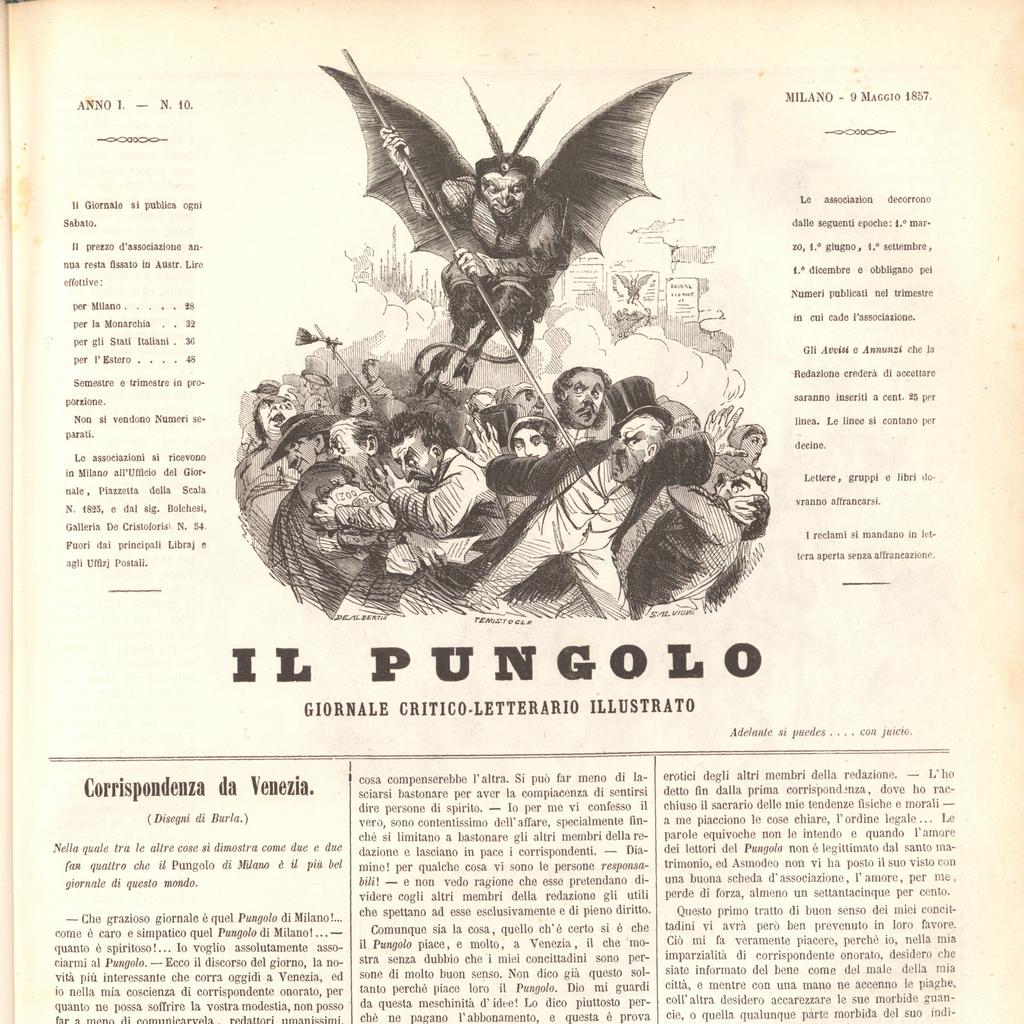 ANNO I. — N. 10.
MILANO - 9 MAGGIO 1857.
Il Giornale si publica ogni
Sabato.
Il prezzo d'associazione an-
nua resta fissato in Austr. Lire
effettive:
per Milano . . . . . 28
per la Monarchia . . 32
per gli Stati Italiani . 36
per l'Estero . . . . 48
Semestre e trimestre in pro-
porzione.
Non si vendono Numeri se-
parati.
Le associazioni si ricevono
in Milano all'Ufficio del Gior-
nale, Piazzetta della Scala
N. 1825, e dal sig. Bolchesi,
Galleria De Cristoforis N. 54.
Fuori dai principali Libraj e
agli Uffizj Postali.
Le association decorrono
dalle seguenti epoche: 1.º mar-
zo, 1.º giugno, 1.º settembre,
1.º dicembre e obbligano pei
Numeri publicati nel trimestre
in cui cade l'associazione.
Gli Avvisi e Annunzi che la
Redazione crederà di accettare
saranno inseriti a cent. 25 per
linea. Le linee si contano per
decine.
Lettere, gruppi e libri do-
vranno affrancarsi.
I reclami si mandano in let-
tera aperta senza affrancazione.
DEALBERTIS
TEMISTOCLE
SALVIONI
IL PUNGOLO
GIORNALE CRITICO-LETTERARIO ILLUSTRATO
Adelante si puedes . . . . con juicio.
Corrispondenza da Venezia.
(Disegni di Burla.)
Nella quale tra le altre cose si dimostra come due e due
fan quattro che il Pungolo di Milano è il più bel
giornale di questo mondo.
— Che grazioso giornale è quel Pungolo di Milano!...
come è caro e simpatico quel Pungolo di Milano!... —
quanto è spiritoso!... Io voglio assolutamente asso-
ciarmi al Pungolo. — Ecco il discorso del giorno, la no-
vità più interessante che corra oggidì a Venezia, ed
io nella mia coscienza di corrispondente onorato, per
quanto ne possa soffrire la vostra modestia, non posso
far a meno di comunicarvela, redattori umanissimi.
cosa compenserebbe l'altra. Si può far meno di la-
sciarsi bastonare per aver la compiacenza di sentirsi
dire persone di spirito. — Io per me vi confesso il
vero, sono contentissimo dell'affare, specialmente fin-
chè si limitano a bastonare gli altri membri della re-
dazione e lasciano in pace i corrispondenti. — Dia-
mine! per qualche cosa vi sono le persone responsa-
bili! — e non vedo ragione che esse pretendano di-
videre cogli altri membri della redazione gli utili
che spettano ad esse esclusivamente e di pieno diritto.
Comunque sia la cosa, quello ch'è certo si è che
il Pungolo piace, e molto, a Venezia, il che mo-
stra senza dubbio che i miei concittadini sono per-
sone di molto buon senso. Non dico già questo sol-
tanto perchè piace loro il Pungolo. Dio mi guardi
da questa meschinità d'idee! Lo dico piuttosto per-
chè ne pagano l'abbonamento, e questa è prova
erotici degli altri membri della redazione. — L'ho
detto fin dalla prima corrispondenza, dove ho rac-
chiuso il sacrario delle mie tendenze fisiche e morali —
a me piacciono le cose chiare, l'ordine legale... Le
parole equivoche non le intendo e quando l'amore
dei lettori del Pungolo non è legittimato dal santo ma-
trimonio, ed Asmodeo non vi ha posto il suo visto con
una buona scheda d'associazione, l'amore, per me,
perde di forza, almeno un settantacinque per cento.
Questo primo tratto di buon senso dei miei concit-
tadini vi avrà però ben prevenuto in loro favore.
Ciò mi fa veramente piacere, perchè io, nella mia
imparzialità di corrispondente onorato, desidero che
siate informato del bene come del male della mia
città, e mentre con una mano ne accenno le piaghe,
coll'altra desidero accarezzare le sue morbide guan-
cie, o quella qualunque parte morbida del suo indi-